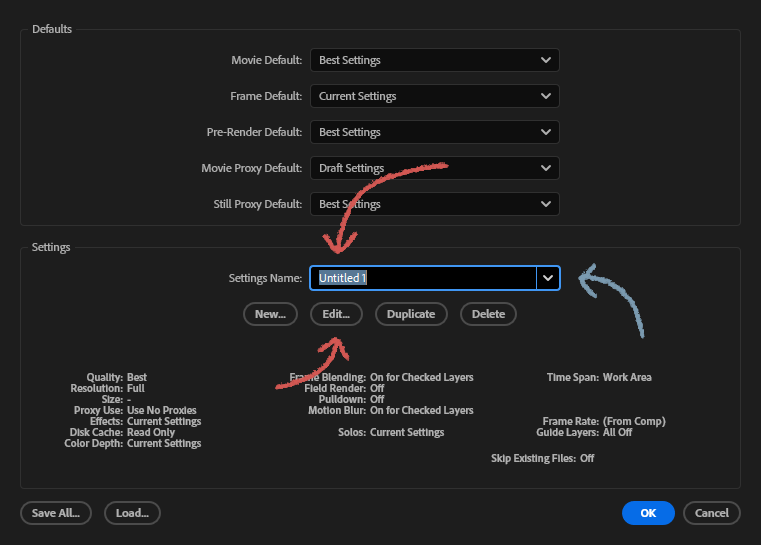 Defaults
Movie Default: Best Settings
Frame Default: Current Settings
Pre-Render Default: Best Settings
Movie Proxy Default: Draft Settings
Still Proxy Default: Best Settings
Settings
Settings Name: Untitled 1
New... Edit... Duplicate Delete
Quality: Best Frame Blending: On for Checked Layers Time Span: Work Area
Resolution: Full Field Render: Off
Size: - Pulldown: Off
Proxy Use: Use No Proxies Motion Blur: On for Checked Layers
Effects: Current Settings Frame Rate: (From Comp)
Disk Cache: Read Only Solos: Current Settings Guide Layers: All Off
Color Depth: Current Settings
Skip Existing Files: Off
Save All... Load... OK Cancel